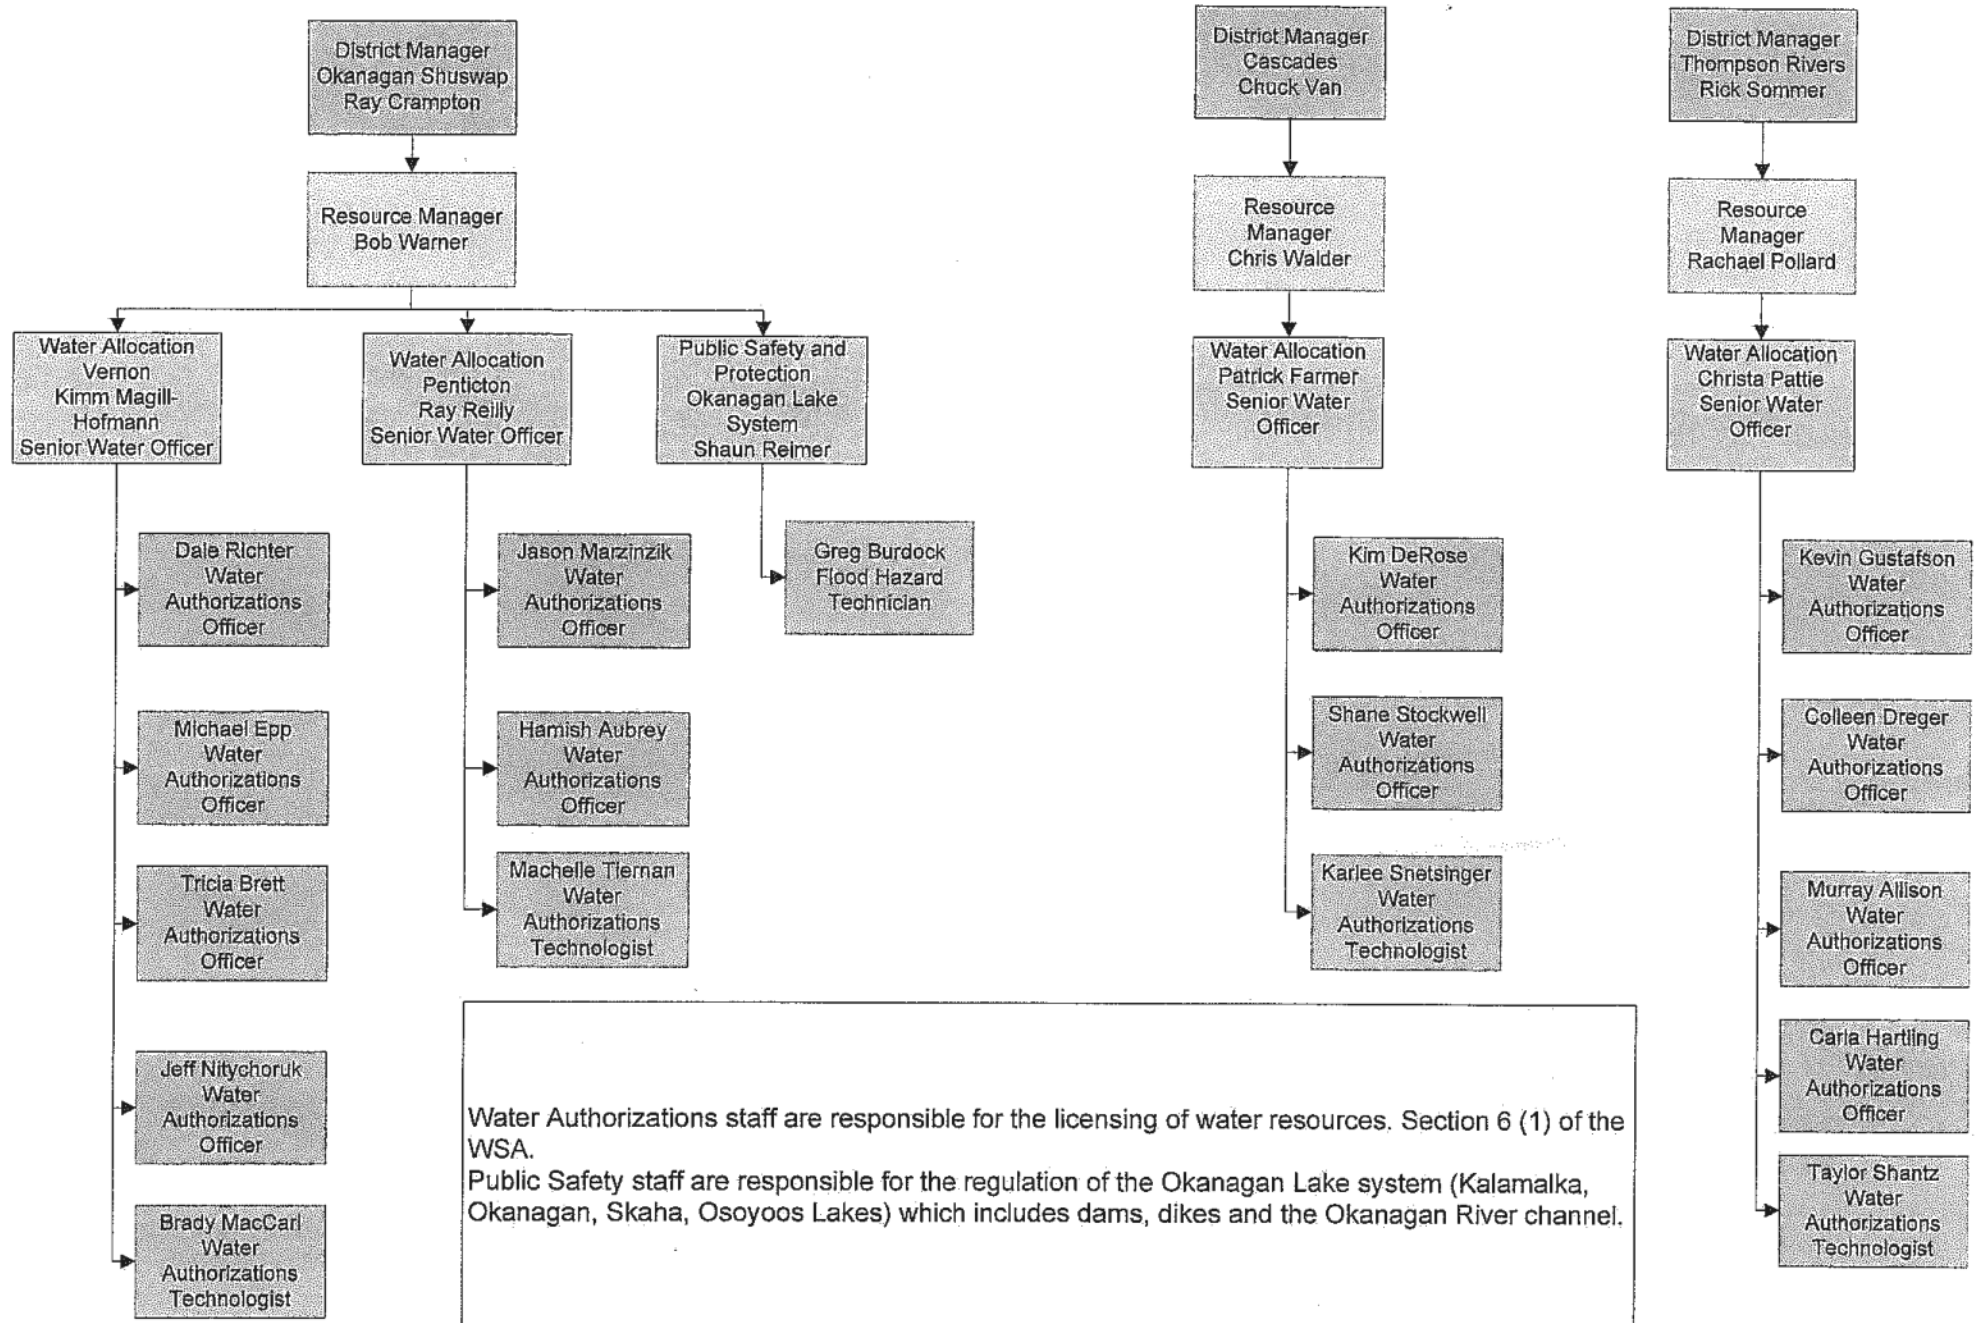 District Manager
Okanagan Shuswap
Ray Crampton
Resource Manager
Bob Warner
Water Allocation
Vernon
Kimm Magill-
Hofmann
Senior Water Officer
Dale Richter
Water
Authorizations
Officer
Michael Epp
Water
Authorizations
Officer
Tricia Brett
Water
Authorizations
Officer
Jeff Nitychoruk
Water
Authorizations
Officer
Brady MacCarl
Water
Authorizations
Technologist
Water Allocation
Penticton
Ray Reilly
Senior Water Officer
Jason Marzinzik
Water
Authorizations
Officer
Hamish Aubrey
Water
Authorizations
Officer
Machelle Tiernan
Water
Authorizations
Technologist
Public Safety and
Protection
Okanagan Lake
System
Shaun Reimer
Greg Burdock
Flood Hazard
Technician
District Manager
Cascades
Chuck Van
Resource
Manager
Chris Walder
Water Allocation
Patrick Farmer
Senior Water
Officer
Kim DeRose
Water
Authorizations
Officer
Shane Stockwell
Water
Authorizations
Officer
Karlee Snetsinger
Water
Authorizations
Technologist
District Manager
Thompson Rivers
Rick Sommer
Resource
Manager
Rachael Pollard
Water Allocation
Christa Pattie
Senior Water
Officer
Kevin Gustafson
Water
Authorizations
Officer
Colleen Dreger
Water
Authorizations
Officer
Murray Allison
Water
Authorizations
Officer
Carla Hartling
Water
Authorizations
Officer
Taylor Shantz
Water
Authorizations
Technologist
Water Authorizations staff are responsible for the licensing of water resources. Section 6 (1) of the
WSA.
Public Safety staff are responsible for the regulation of the Okanagan Lake system (Kalamalka,
Okanagan, Skaha, Osoyoos Lakes) which includes dams, dikes and the Okanagan River channel.